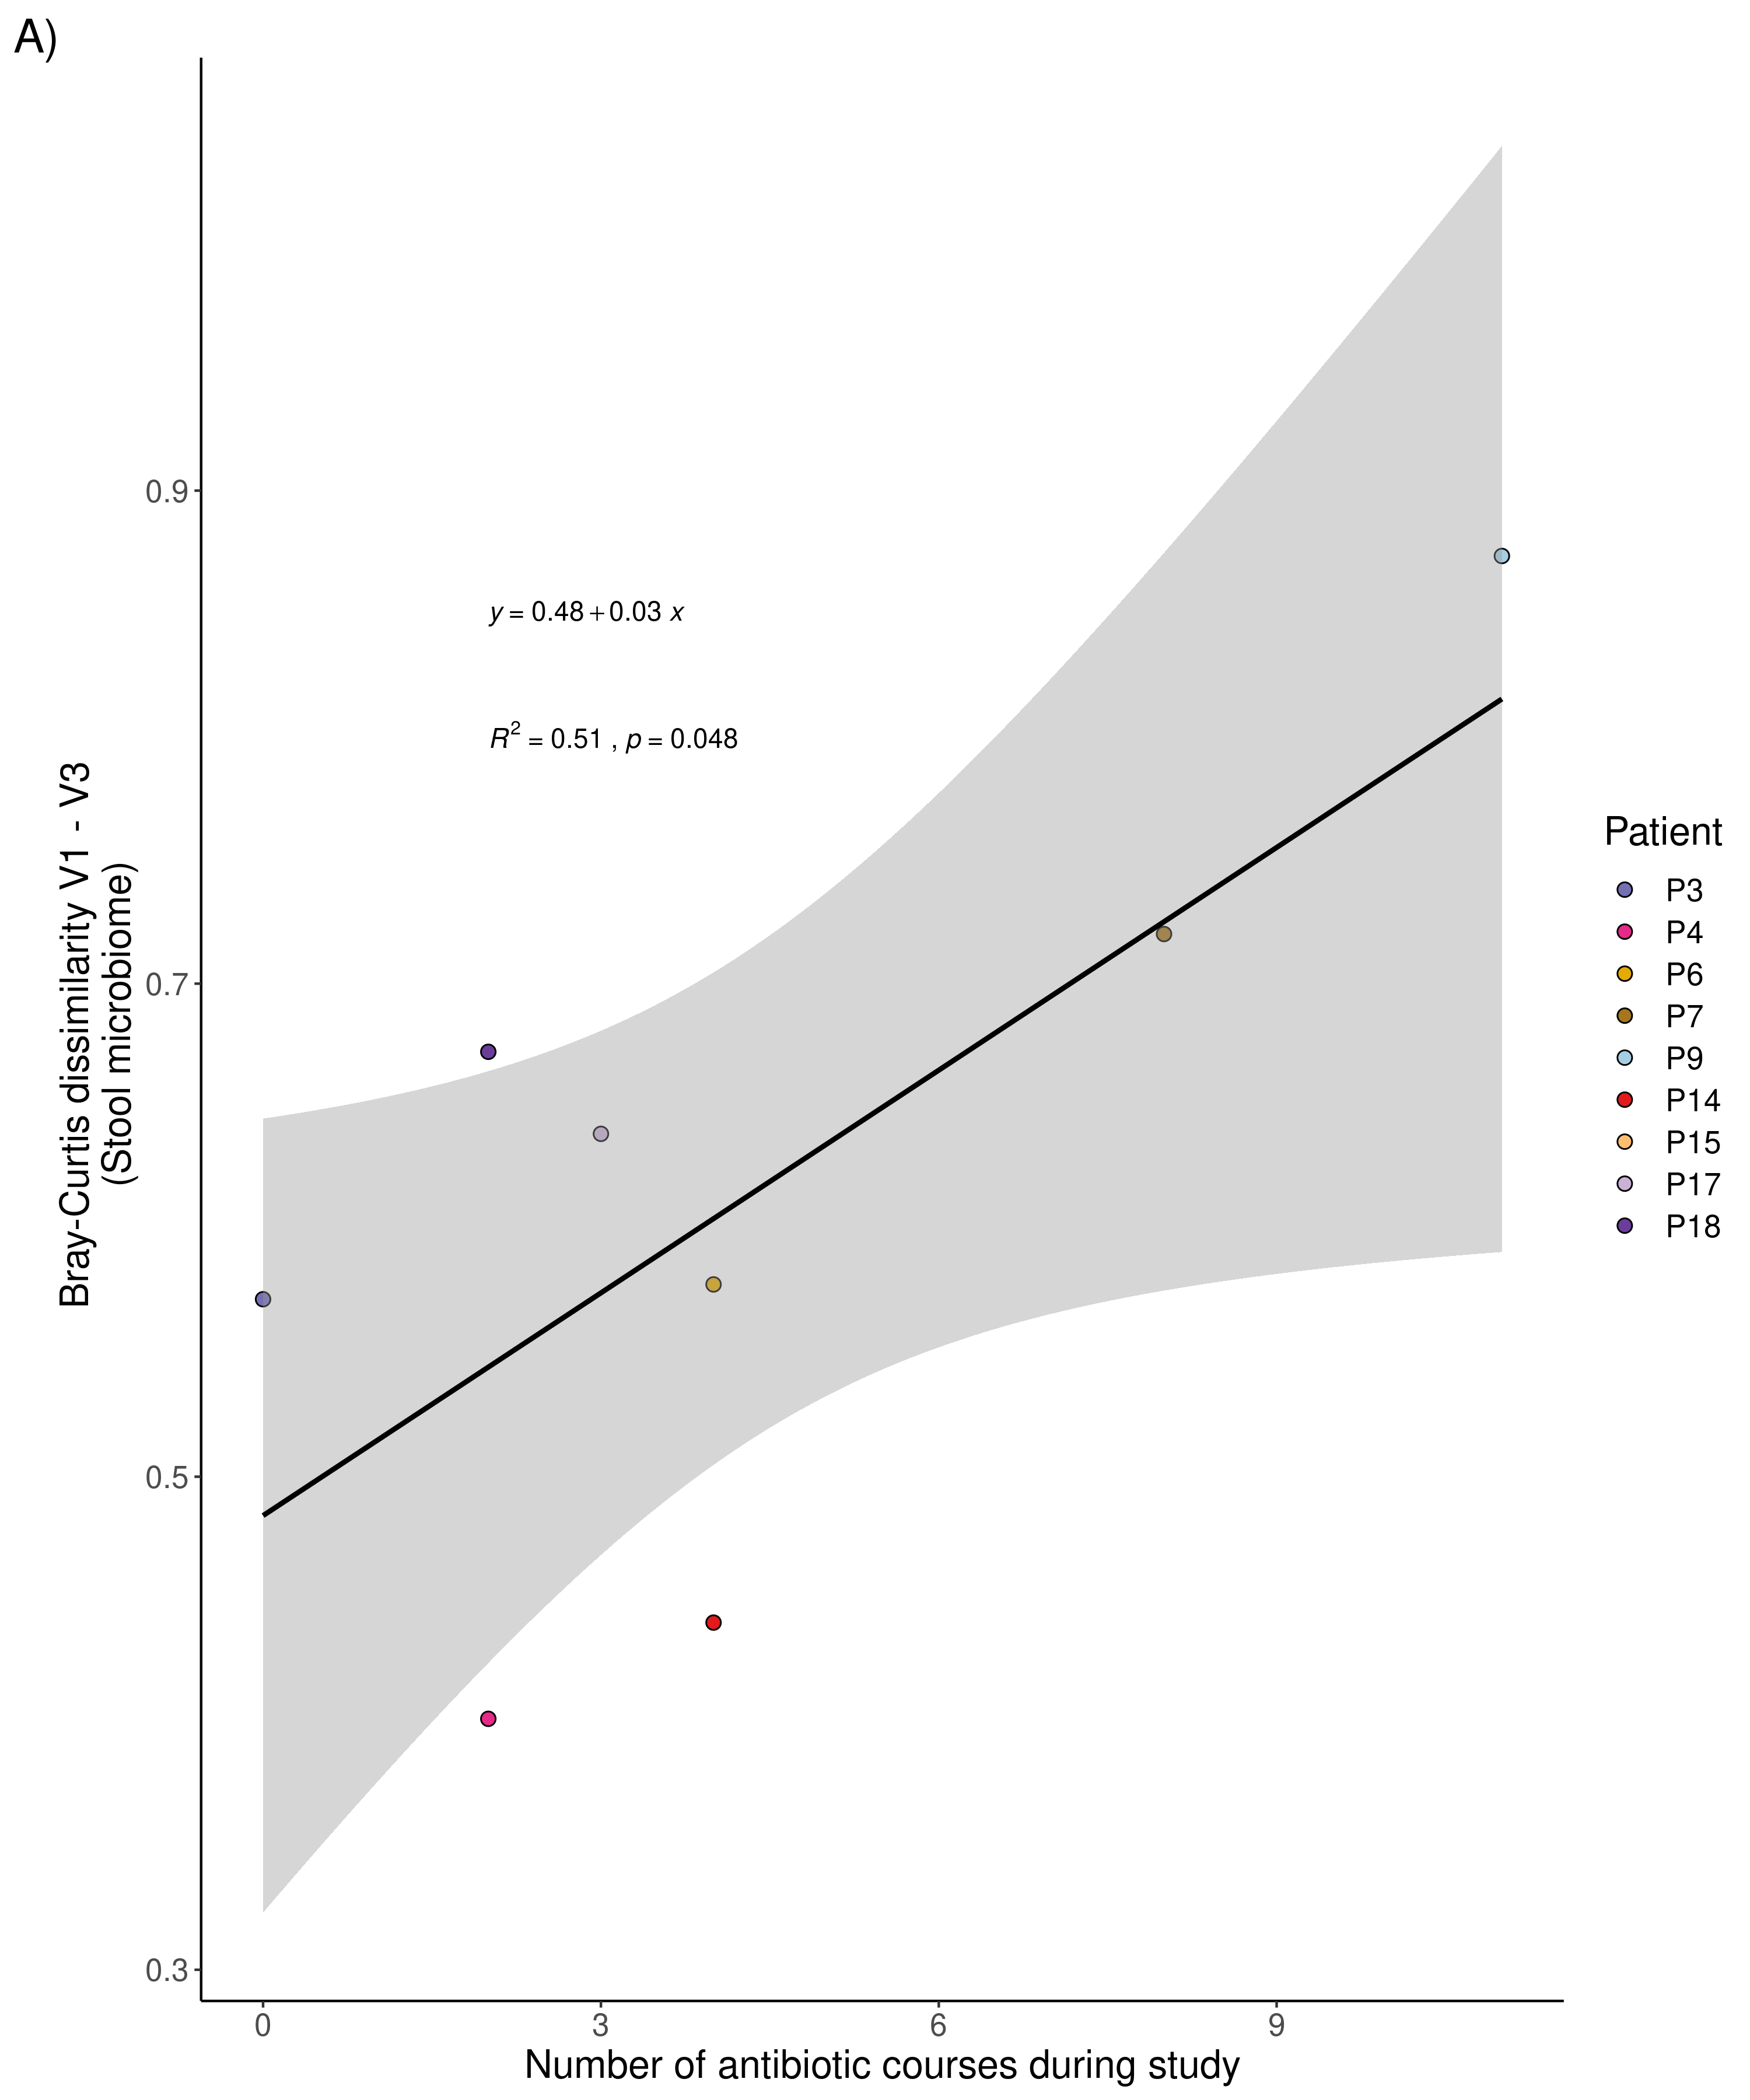 A)
0.9
0.7
0.5
0.3
0 3 6 9
Number of antibiotic courses during study
Bray-Curtis dissimilarity V1 - V3
(Stool microbiome)
y = 0.48 + 0.03 x
R² = 0.51 , p = 0.048
Patient
P3
P4
P6
P7
P9
P14
P15
P17
P18